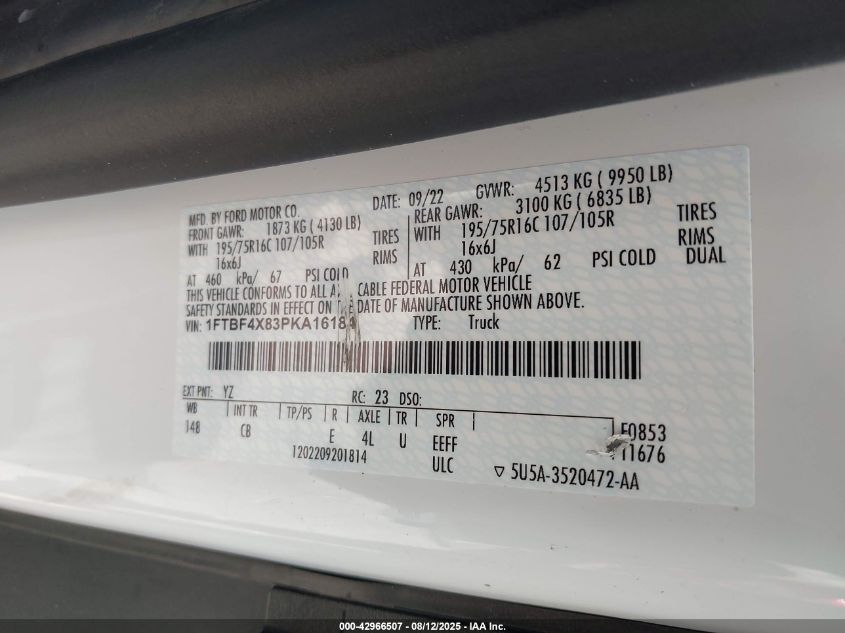 MFD. BY FORD MOTOR CO. DATE: 09/22 GVWR: 4513 KG ( 9950 LB)
FRONT GAWR: 1873 KG ( 4130 LB) REAR GAWR: 3100 KG ( 6835 LB)
WITH 195/75R16C 107/105R TIRES WITH 195/75R16C 107/105R TIRES
16x6J RIMS 16x6J RIMS
AT 460 kPa/ 67 PSI COLD AT 430 kPa/ 62 PSI COLD DUAL
THIS VEHICLE CONFORMS TO ALL CABLE FEDERAL MOTOR VEHICLE
SAFETY STANDARDS IN EFFECT ON DATE OF MANUFACTURE SHOWN ABOVE.
VIN: TYPE: Truck
EXT PNT: YZ RC: 23 DSO:
WB INT TR TP/PS R AXLE TR SPR
148 CB E 4L U EEFF F0853
1202209201814 ULC 11676
5U5A-3520472-AA
000-42966507 - 08/12/2025 - IAA Inc.